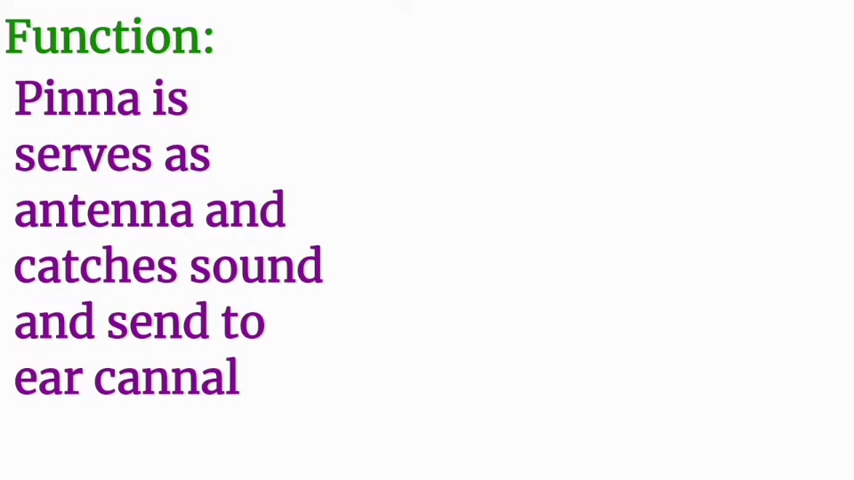 Function:
Pinna is
serves as
antenna and
catches sound
and send to
ear cannal